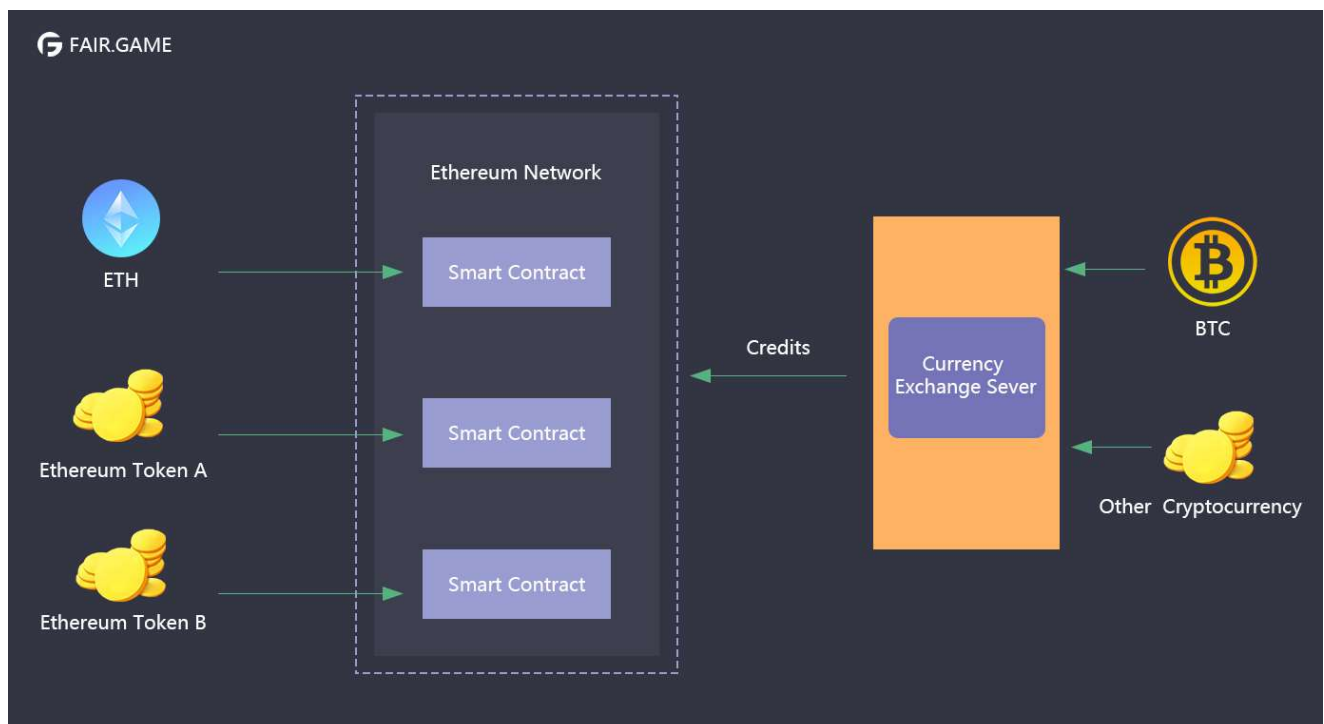 FAIR.GAME
Ethereum Network
ETH
Smart Contract
Ethereum Token A
Smart Contract
Ethereum Token B
Smart Contract
Credits
Currency
Exchange Sever
BTC
Other Cryptocurrency